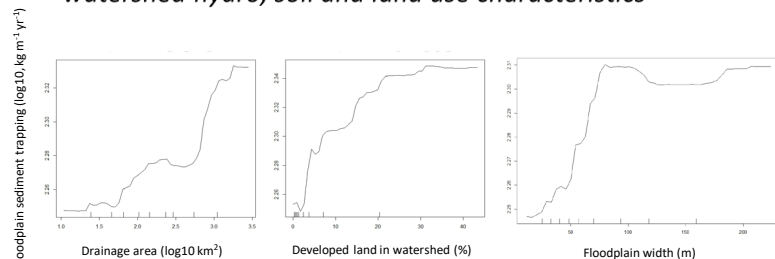 watershed hydro, soil and land use characteristics
oodplain sediment trapping (log10, kg m⁻¹ yr⁻¹)
2.32
2.30
2.28
2.26
1.0 1.5 2.0 2.5 3.0 3.5
Drainage area (log10 km²)
2.34
2.32
2.30
2.28
2.26
0 10 20 30 40
Developed land in watershed (%)
2.31
2.30
2.28
2.27
2.26
2.25
50 100 150 200
Floodplain width (m)